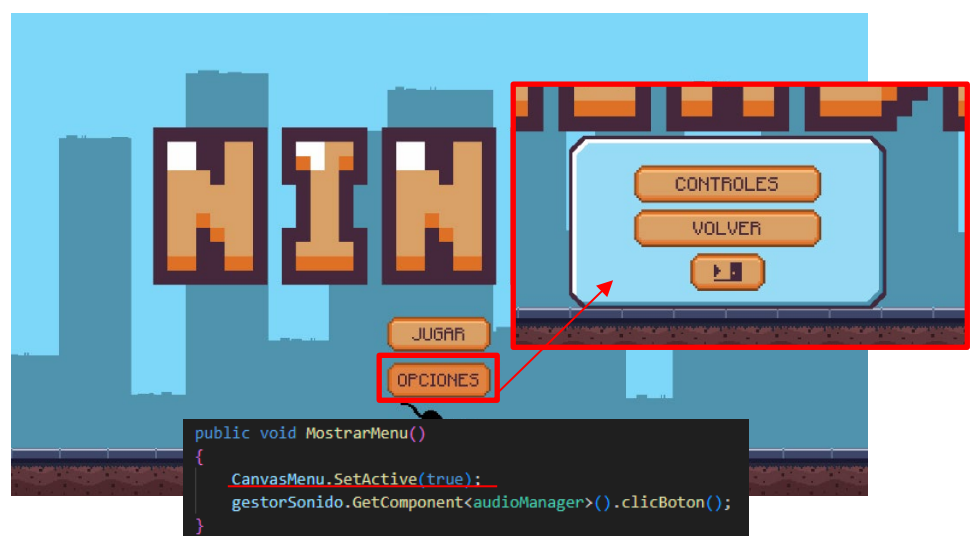 NIN
CONTROLES
VOLVER
JUGAR
OPCIONES
public void MostrarMenu()
{
CanvasMenu.SetActive(true);
gestorSonido.GetComponent<audioManager>().clicBoton();
}